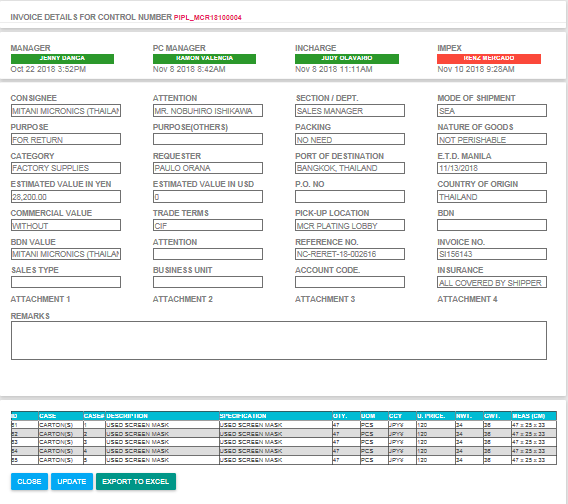 INVOICE DETAILS FOR CONTROL NUMBER PIPL_MCR18100004
MANAGER PC MANAGER INCHARGE IMPEX
JENNY DANGA RAMON VALENCIA JUDY OLAVARIO RENZ MERCADO
Oct 22 2018 3:52PM Nov 8 2018 8:42AM Nov 8 2018 11:11AM Nov 10 2018 9:28AM
CONSIGNEE ATTENTION SECTION / DEPT. MODE OF SHIPMENT
MITANI MICRONICS (THAILAN MR. NOBUHIRO ISHIKAWA SALES MANAGER SEA
PURPOSE PURPOSE(OTHERS) PACKING NATURE OF GOODS
FOR RETURN NO NEED NOT PERISHABLE
CATEGORY REQUESTER PORT OF DESTINATION E.T.D. MANILA
FACTORY SUPPLIES PAULO ORANA BANGKOK, THAILAND 11/13/2018
ESTIMATED VALUE IN YEN ESTIMATED VALUE IN USD P.O. NO COUNTRY OF ORIGIN
28,200.00 0 THAILAND
COMMERCIAL VALUE TRADE TERMS PICK-UP LOCATION BDN
WITHOUT CIF MCR PLATING LOBBY
BDN VALUE ATTENTION REFERENCE NO. INVOICE NO.
MITANI MICRONICS (THAILAN NC-RERET-18-002616 SI156143
SALES TYPE BUSINESS UNIT ACCOUNT CODE. INSURANCE
ALL COVERED BY SHIPPER
ATTACHMENT 1 ATTACHMENT 2 ATTACHMENT 3 ATTACHMENT 4
REMARKS
ID CASE CASE# DESCRIPTION SPECIFICATION QTY. UOM CCY U. PRICE. NWT. GWT. MEAS (CM)
51 CARTON(S) 1 USED SCREEN MASK USED SCREEN MASK 47 PCS JPY¥ 120 34 38 47 x 25 x 33
52 CARTON(S) 2 USED SCREEN MASK USED SCREEN MASK 47 PCS JPY¥ 120 34 38 47 x 25 x 33
53 CARTON(S) 3 USED SCREEN MASK USED SCREEN MASK 47 PCS JPY¥ 120 34 38 47 x 25 x 33
54 CARTON(S) 4 USED SCREEN MASK USED SCREEN MASK 47 PCS JPY¥ 120 34 38 47 x 25 x 33
55 CARTON(S) 5 USED SCREEN MASK USED SCREEN MASK 47 PCS JPY¥ 120 34 38 47 x 25 x 33
CLOSE UPDATE EXPORT TO EXCEL